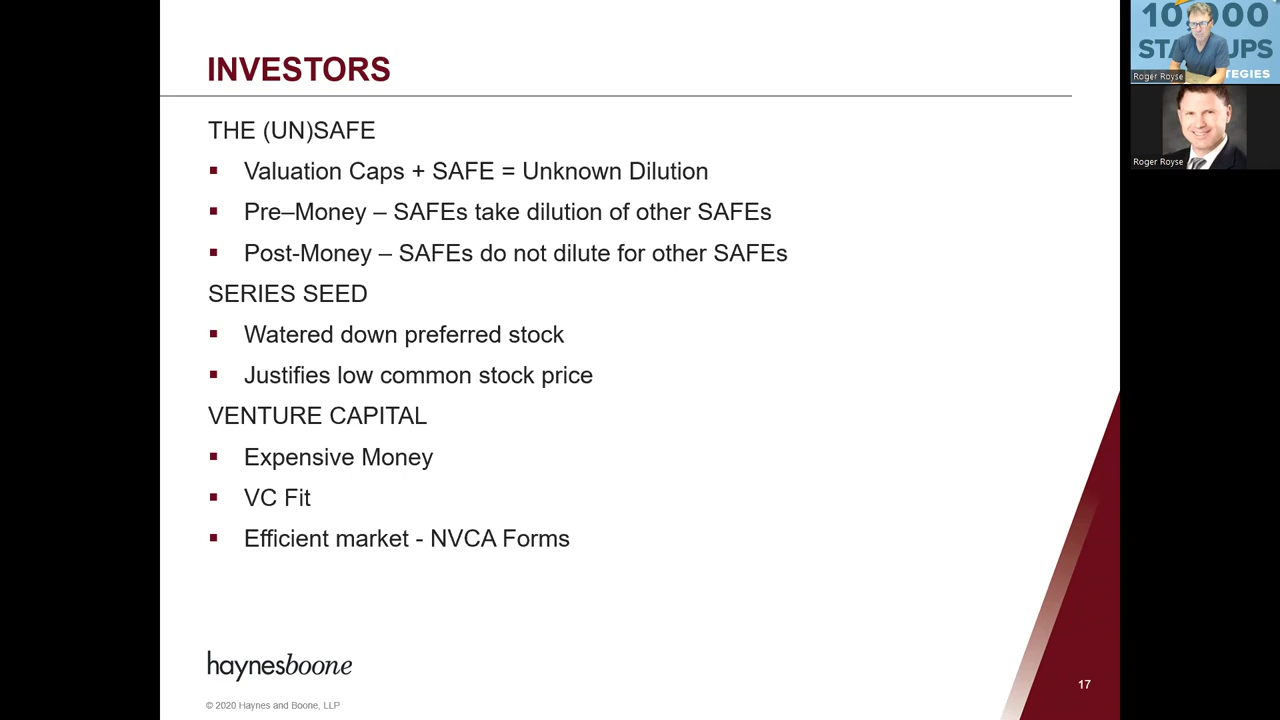 INVESTORS
THE (UN)SAFE
▪ Valuation Caps + SAFE = Unknown Dilution
▪ Pre–Money – SAFEs take dilution of other SAFEs
▪ Post-Money – SAFEs do not dilute for other SAFEs
SERIES SEED
▪ Watered down preferred stock
▪ Justifies low common stock price
VENTURE CAPITAL
▪ Expensive Money
▪ VC Fit
▪ Efficient market - NVCA Forms
haynesboone
© 2020 Haynes and Boone, LLP
17
Roger Royse
Roger Royse